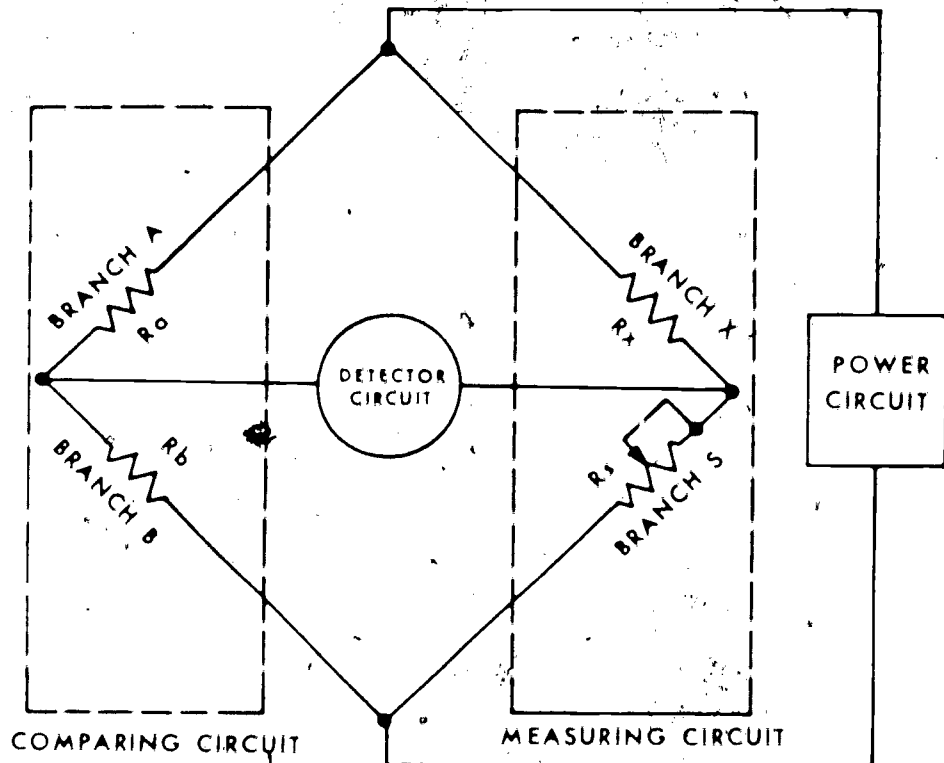 BRANCH A
Ra
BRANCH X
Rx
DETECTOR
CIRCUIT
POWER
CIRCUIT
Rb
BRANCH B
Rs
BRANCH S
COMPARING CIRCUIT
MEASURING CIRCUIT